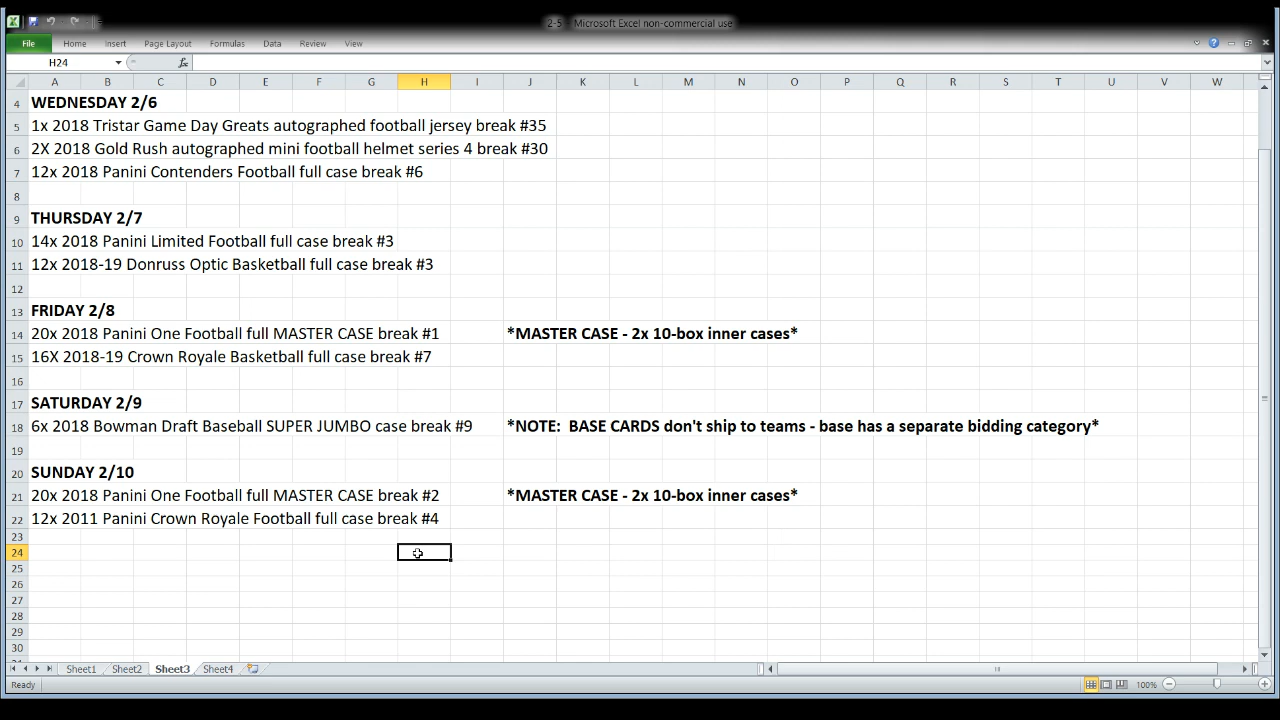 2-5 - Microsoft Excel non-commercial use
File Home Insert Page Layout Formulas Data Review View
H24 fx
A B C D E F G H I J K L M N O P Q R S T U V W
4 WEDNESDAY 2/6
5 1x 2018 Tristar Game Day Greats autographed football jersey break #35
6 2X 2018 Gold Rush autographed mini football helmet series 4 break #30
7 12x 2018 Panini Contenders Football full case break #6
8
9 THURSDAY 2/7
10 14x 2018 Panini Limited Football full case break #3
11 12x 2018-19 Donruss Optic Basketball full case break #3
12
13 FRIDAY 2/8
14 20x 2018 Panini One Football full MASTER CASE break #1 *MASTER CASE - 2x 10-box inner cases*
15 16X 2018-19 Crown Royale Basketball full case break #7
16
17 SATURDAY 2/9
18 6x 2018 Bowman Draft Baseball SUPER JUMBO case break #9 *NOTE: BASE CARDS don't ship to teams - base has a separate bidding category*
19
20 SUNDAY 2/10
21 20x 2018 Panini One Football full MASTER CASE break #2 *MASTER CASE - 2x 10-box inner cases*
22 12x 2011 Panini Crown Royale Football full case break #4
23
24
25
26
27
28
29
30
Sheet1 Sheet2 Sheet3 Sheet4
Ready 100%